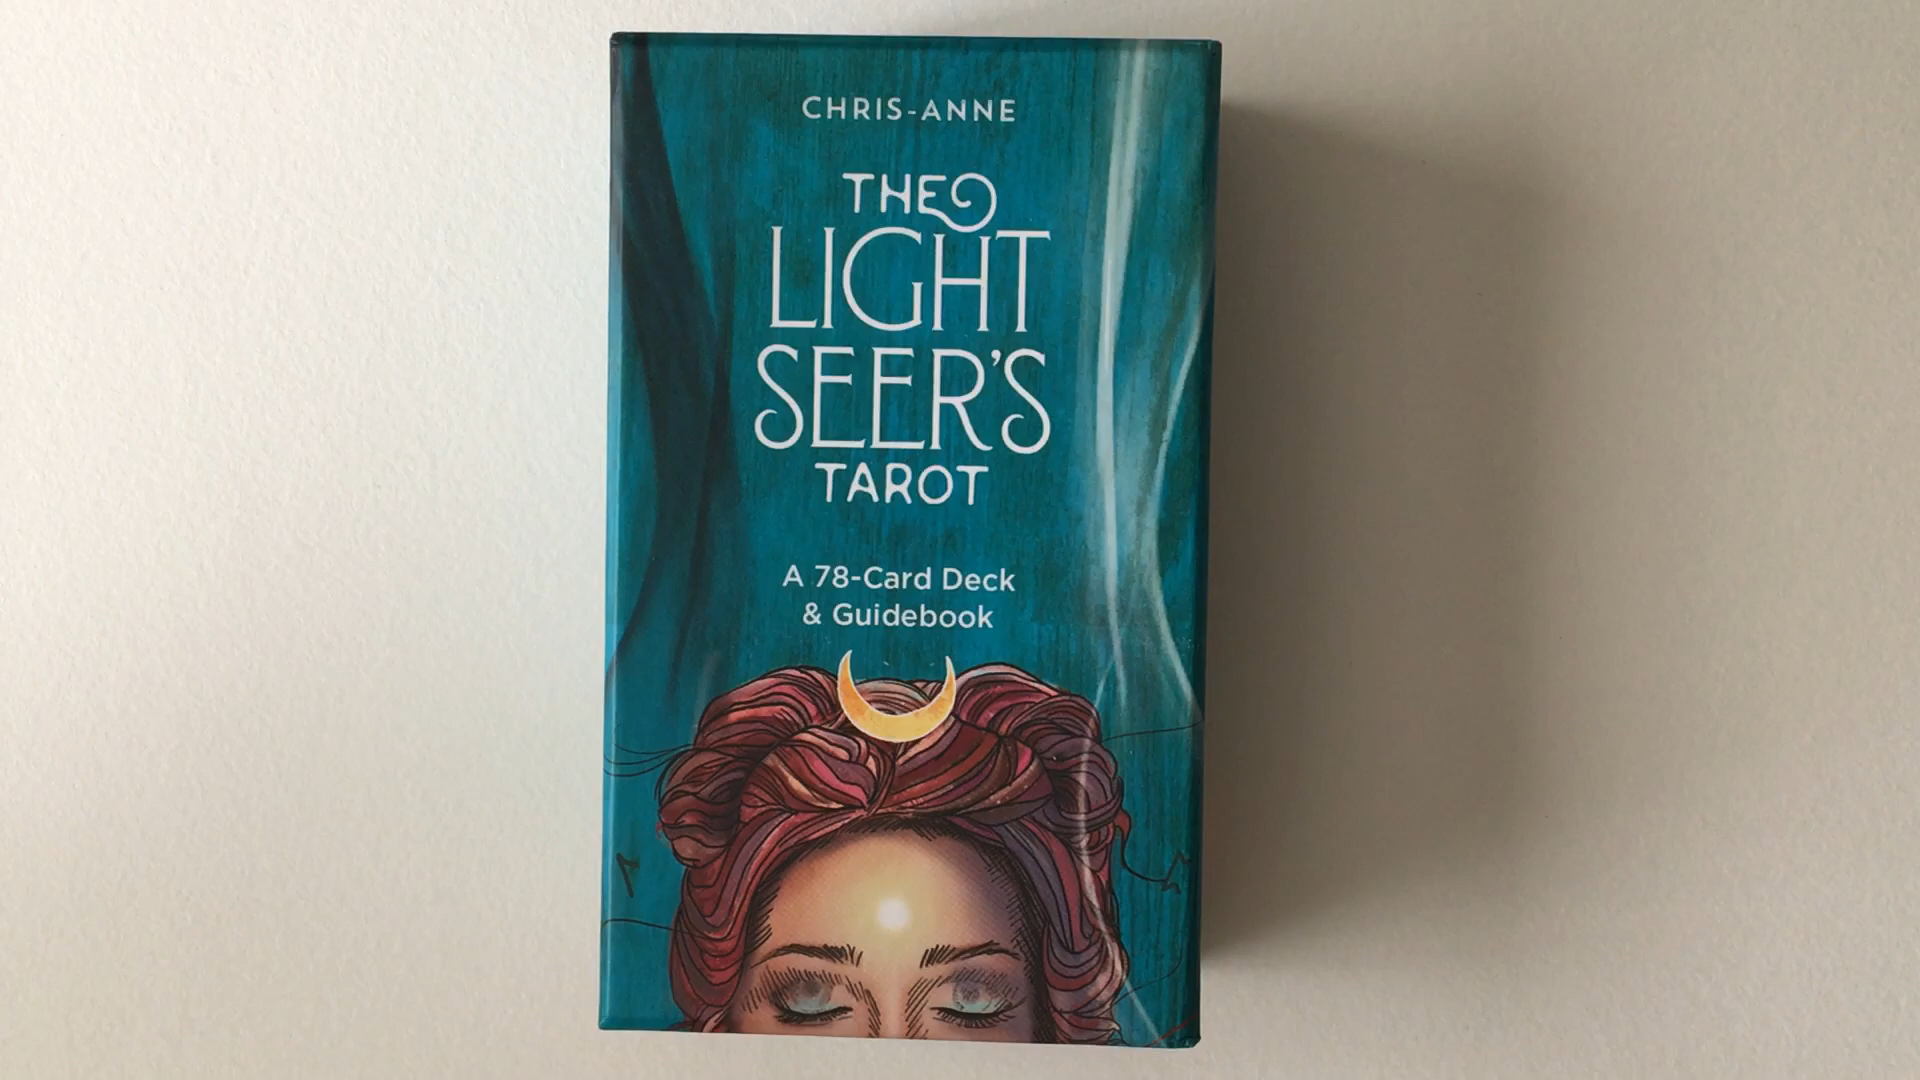 CHRIS-ANNE
THE
LIGHT
SEER'S
TAROT
A 78-Card Deck
& Guidebook